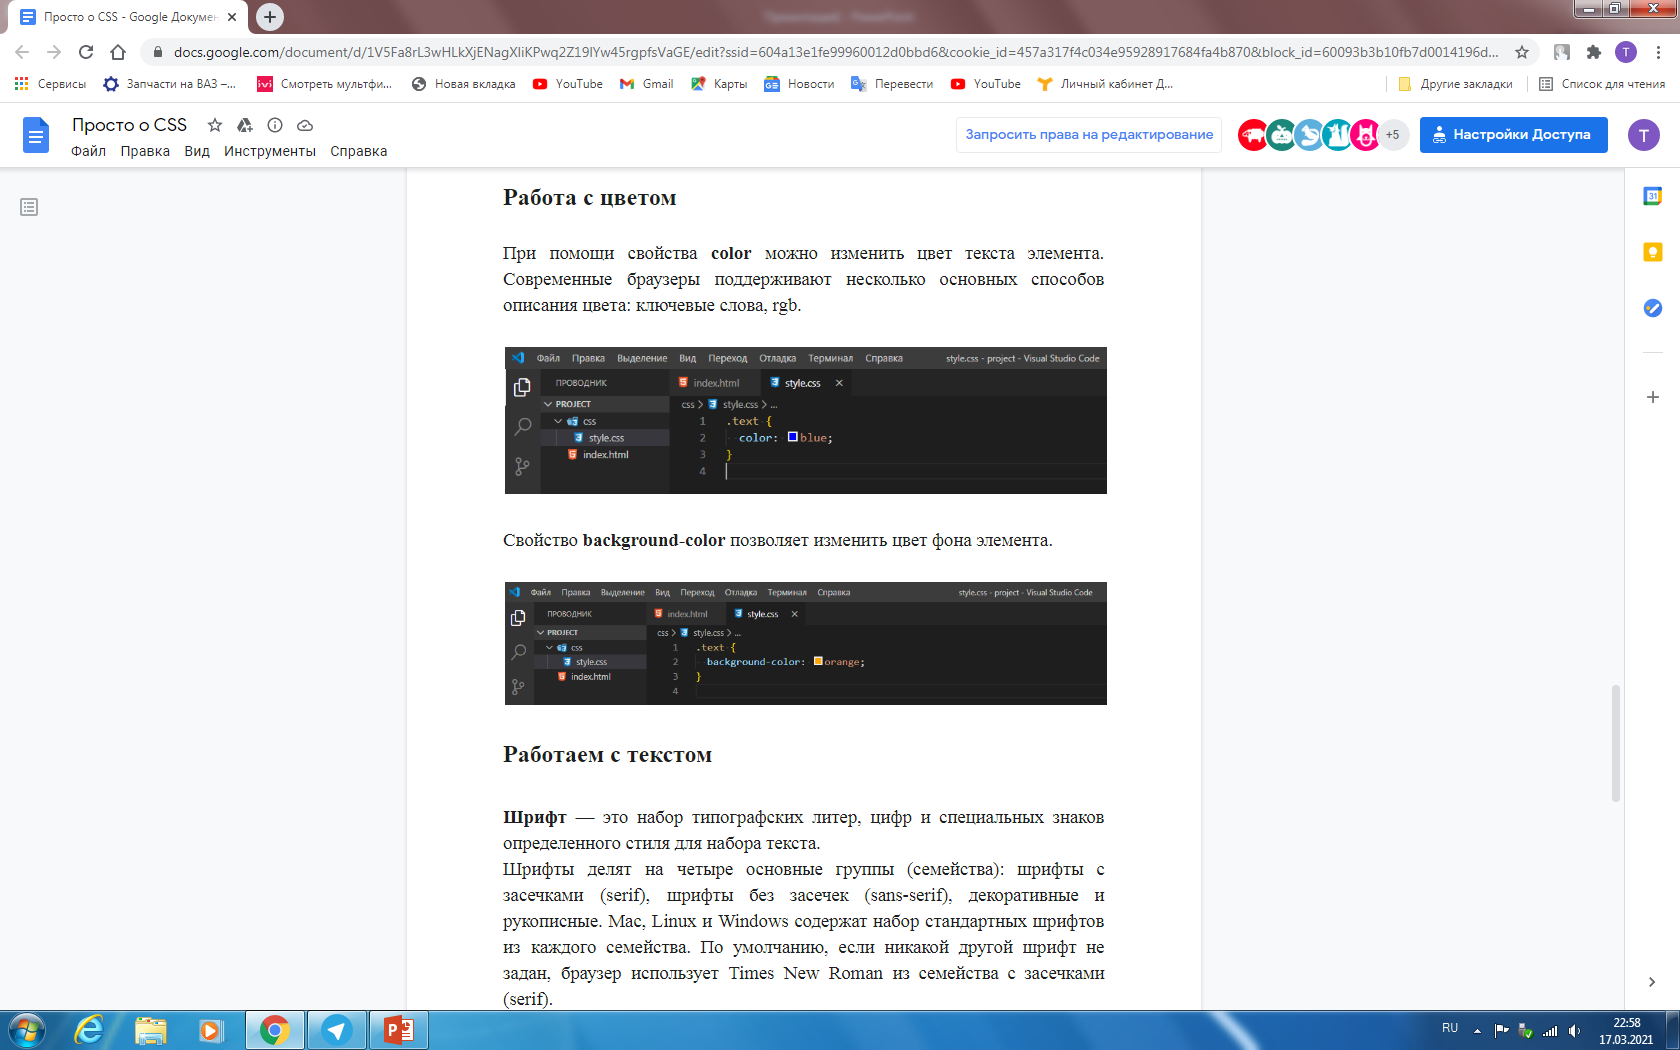 Просто о CSS - Google Докумен
docs.google.com/document/d/1V5Fa8rL3wHLkXjENagXIiKPwq2Z19IYw45rgpfsVaGE/edit?ssid=604a13e1fe99960012d0bbd6&cookie_id=457a317f4c034e95928917684fa4b870&block_id=60093b3b10fb7d0014196d...
T
Сервисы
Запчасти на ВАЗ –...
Смотреть мультфи...
Новая вкладка
YouTube
Gmail
Карты
Новости
Перевести
YouTube
Личный кабинет Д...
Другие закладки
Список для чтения
Просто о CSS
Файл Правка Вид Инструменты Справка
Запросить права на редактирование
+5
Настройки Доступа
T
Работа с цветом
При помощи свойства color можно изменить цвет текста элемента.
Современные браузеры поддерживают несколько основных способов
описания цвета: ключевые слова, rgb.
Файл Правка Выделение Вид Переход Отладка Терминал Справка style.css - project - Visual Studio Code
ПРОВОДНИК
index.html style.css
PROJECT
css > style.css > ...
css
style.css
index.html
1 .text {
2 color: blue;
3 }
4
Свойство background-color позволяет изменить цвет фона элемента.
Файл Правка Выделение Вид Переход Отладка Терминал Справка style.css - project - Visual Studio Code
ПРОВОДНИК
index.html style.css
PROJECT
css > style.css > ...
css
style.css
index.html
1 .text {
2 background-color: orange;
3 }
4
Работаем с текстом
Шрифт — это набор типографских литер, цифр и специальных знаков
определенного стиля для набора текста.
Шрифты делят на четыре основные группы (семейства): шрифты с
засечками (serif), шрифты без засечек (sans-serif), декоративные и
рукописные. Mac, Linux и Windows содержат набор стандартных шрифтов
из каждого семейства. По умолчанию, если никакой другой шрифт не
задан, браузер использует Times New Roman из семейства с засечками
(serif).
31
RU
22:58
17.03.2021